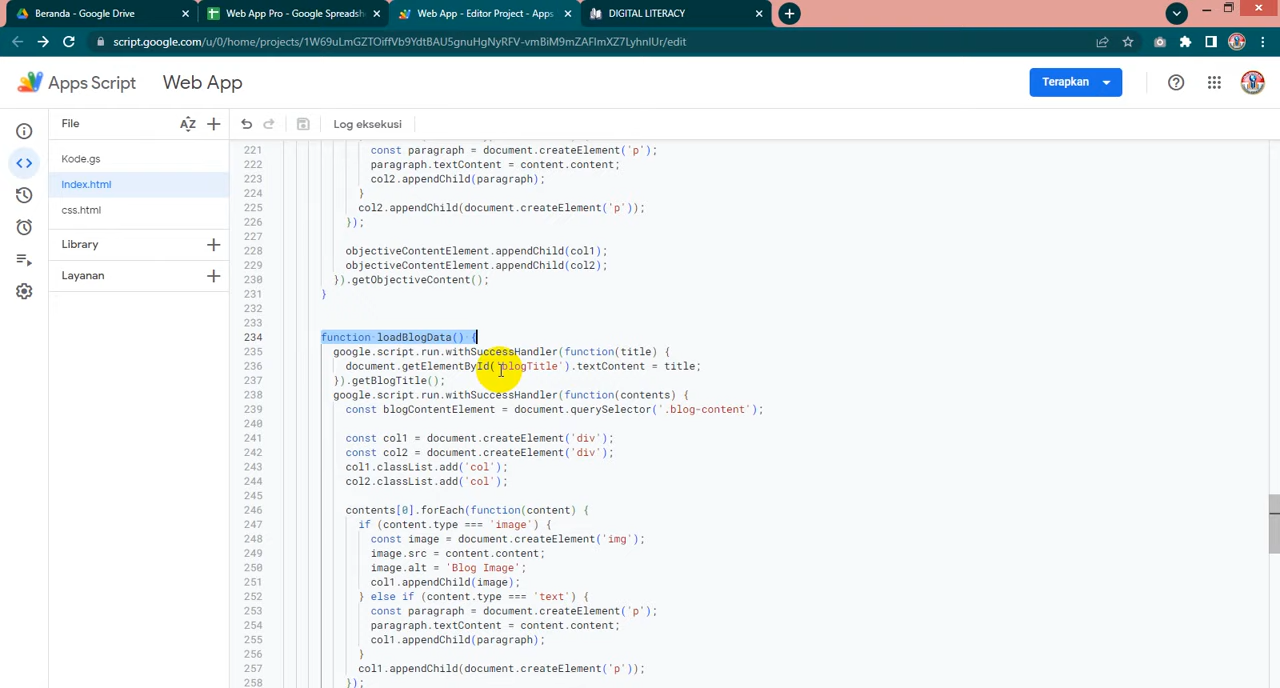 Beranda - Google Drive
Web App Pro - Google Spreadsh
Web App - Editor Project - Apps
DIGITAL LITERACY
script.google.com/u/0/home/projects/1W69uLmGZTOiffVb9YdtBAU5gnuHgNyRFV-vmBiM9mZAFImXZ7LyhnlUr/edit
Apps Script
Web App
Terapkan
File
AZ
Log eksekusi
Kode.gs
Index.html
css.html
Library
Layanan
221 const paragraph = document.createElement('p');
222 paragraph.textContent = content.content;
223 col2.appendChild(paragraph);
224 }
225 col2.appendChild(document.createElement('p'));
226 });
227
228 objectiveContentElement.appendChild(col1);
229 objectiveContentElement.appendChild(col2);
230 }).getObjectiveContent();
231 }
232
233
234 function loadBlogData() {
235 google.script.run.withSuccessHandler(function(title) {
236 document.getElementById('blogTitle').textContent = title;
237 }).getBlogTitle();
238 google.script.run.withSuccessHandler(function(contents) {
239 const blogContentElement = document.querySelector('.blog-content');
240
241 const col1 = document.createElement('div');
242 const col2 = document.createElement('div');
243 col1.classList.add('col');
244 col2.classList.add('col');
245
246 contents[0].forEach(function(content) {
247 if (content.type === 'image') {
248 const image = document.createElement('img');
249 image.src = content.content;
250 image.alt = 'Blog Image';
251 col1.appendChild(image);
252 } else if (content.type === 'text') {
253 const paragraph = document.createElement('p');
254 paragraph.textContent = content.content;
255 col1.appendChild(paragraph);
256 }
257 col1.appendChild(document.createElement('p'));
258 });